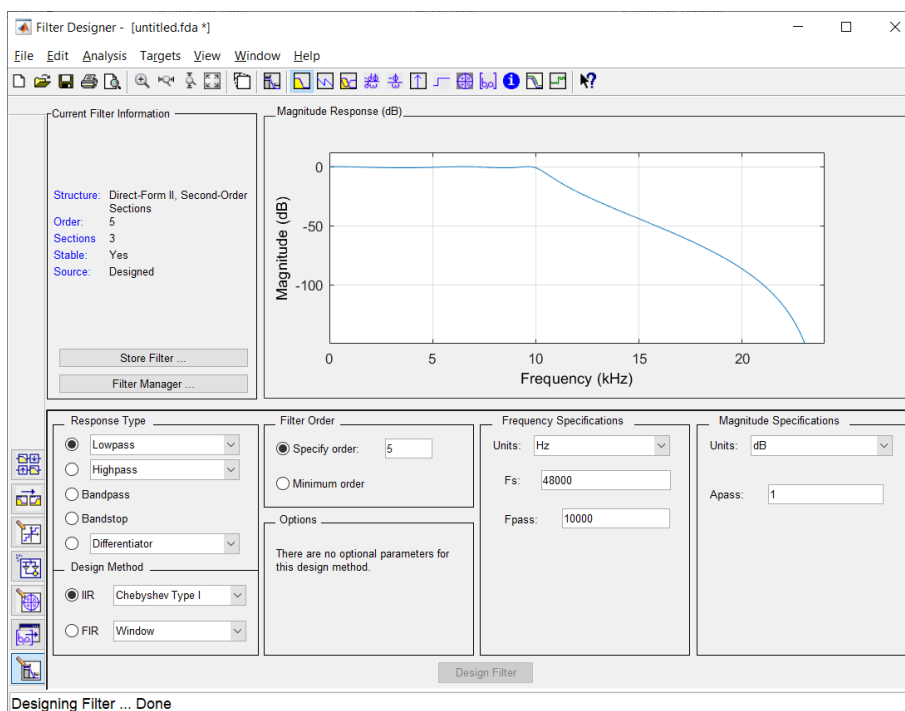 Filter Designer - [untitled.fda *]
File Edit Analysis Targets View Window Help
Current Filter Information
Structure: Direct-Form II, Second-Order
Sections
Order: 5
Sections 3
Stable: Yes
Source: Designed
Store Filter ...
Filter Manager ...
Magnitude Response (dB)
Magnitude (dB)
0
-50
-100
0 5 10 15 20
Frequency (kHz)
Response Type
Lowpass
Highpass
Bandpass
Bandstop
Differentiator
Design Method
IIR Chebyshev Type I
FIR Window
Filter Order
Specify order: 5
Minimum order
Options
There are no optional parameters for
this design method.
Frequency Specifications
Units: Hz
Fs: 48000
Fpass: 10000
Magnitude Specifications
Units: dB
Apass: 1
Design Filter
Designing Filter ... Done